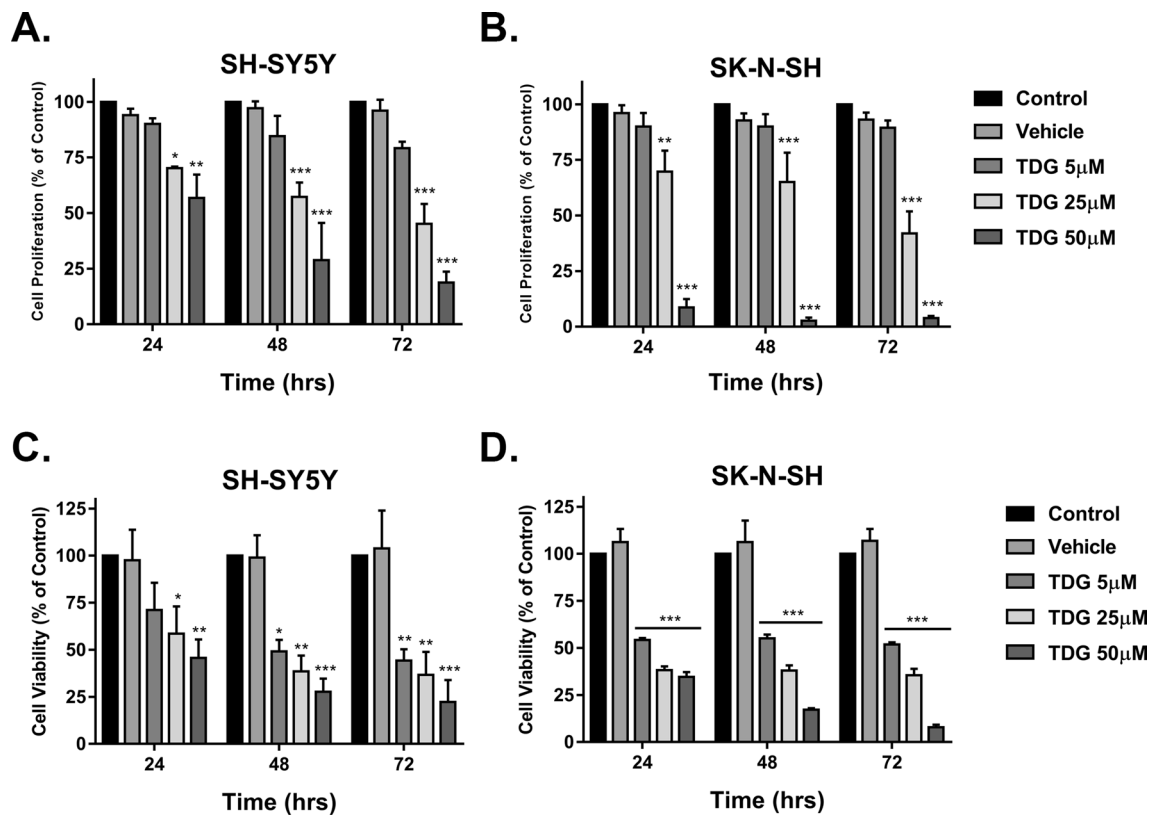 A.
SH-SY5Y
Cell Proliferation (% of Control)
100
75
50
25
0
* **
*** ***
*** ***
24 48 72
Time (hrs)
B.
SK-N-SH
Cell Proliferation (% of Control)
100
75
50
25
0
** ***
*** ***
*** ***
24 48 72
Time (hrs)
Control
Vehicle
TDG 5μM
TDG 25μM
TDG 50μM
C.
SH-SY5Y
Cell Viability (% of Control)
125
100
75
50
25
0
* **
* ** ***
** ** ***
24 48 72
Time (hrs)
D.
SK-N-SH
Cell Viability (% of Control)
125
100
75
50
25
0
*** *** ***
24 48 72
Time (hrs)
Control
Vehicle
TDG 5μM
TDG 25μM
TDG 50μM